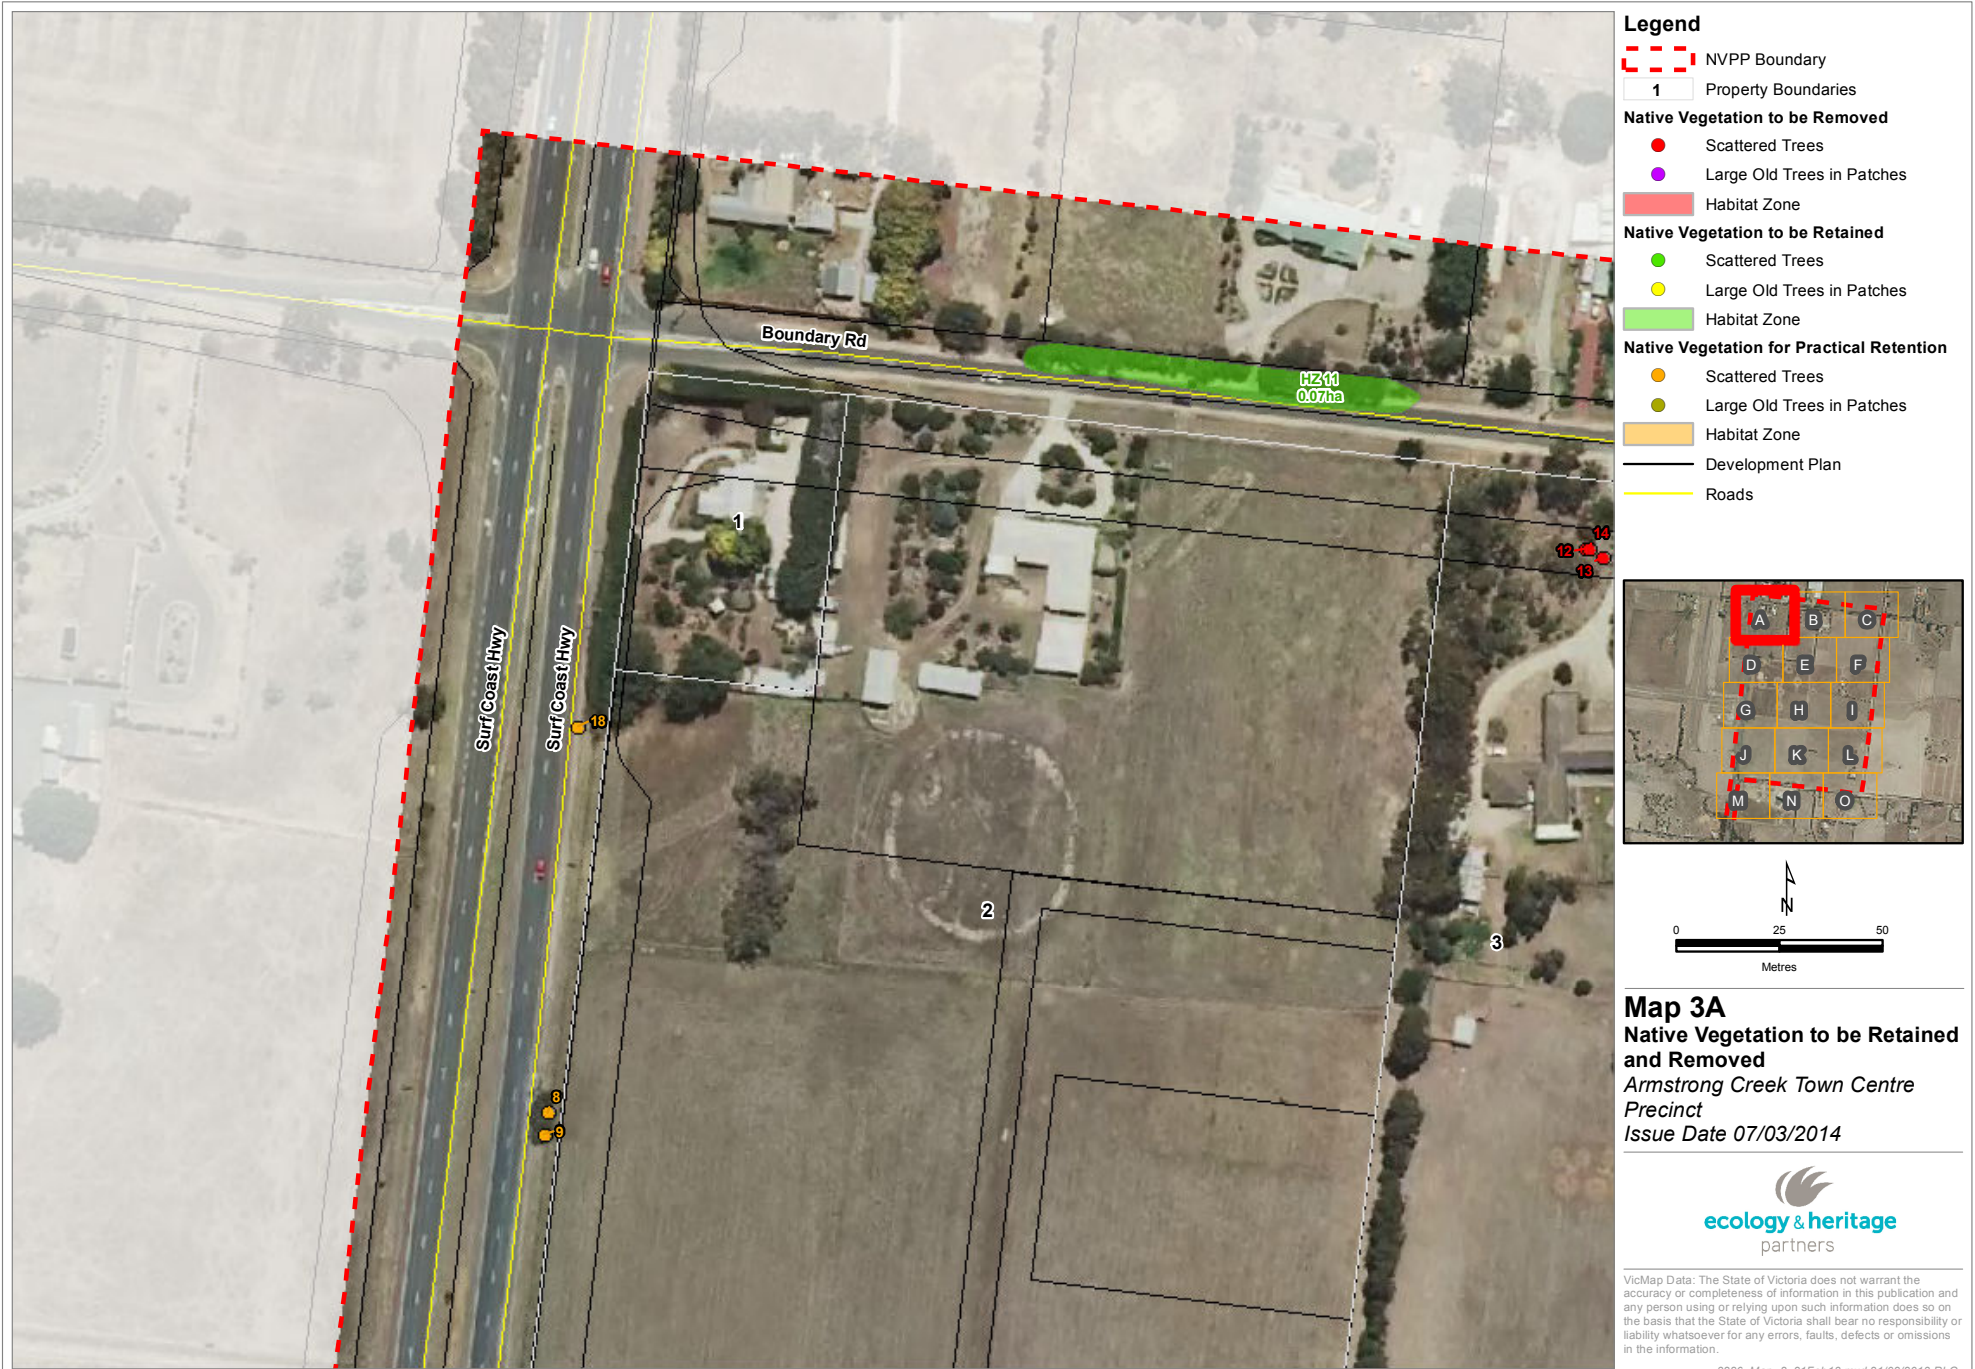 Boundary Rd
HZ 11
0.07ha
1
14
12
13
Surf Coast Hwy
Surf Coast Hwy
18
2
3
8
9
Legend
NVPP Boundary
1 Property Boundaries
Native Vegetation to be Removed
Scattered Trees
Large Old Trees in Patches
Habitat Zone
Native Vegetation to be Retained
Scattered Trees
Large Old Trees in Patches
Habitat Zone
Native Vegetation for Practical Retention
Scattered Trees
Large Old Trees in Patches
Habitat Zone
Development Plan
Roads
A B C
D E F
G H I
J K L
M N O
N
0 25 50
Metres
Map 3A
Native Vegetation to be Retained
and Removed
Armstrong Creek Town Centre
Precinct
Issue Date 07/03/2014
ecology & heritage
partners
VicMap Data: The State of Victoria does not warrant the
accuracy or completeness of information in this publication and
any person using or relying upon such information does so on
the basis that the State of Victoria shall bear no responsibility or
liability whatsoever for any errors, faults, defects or omissions
in the information.